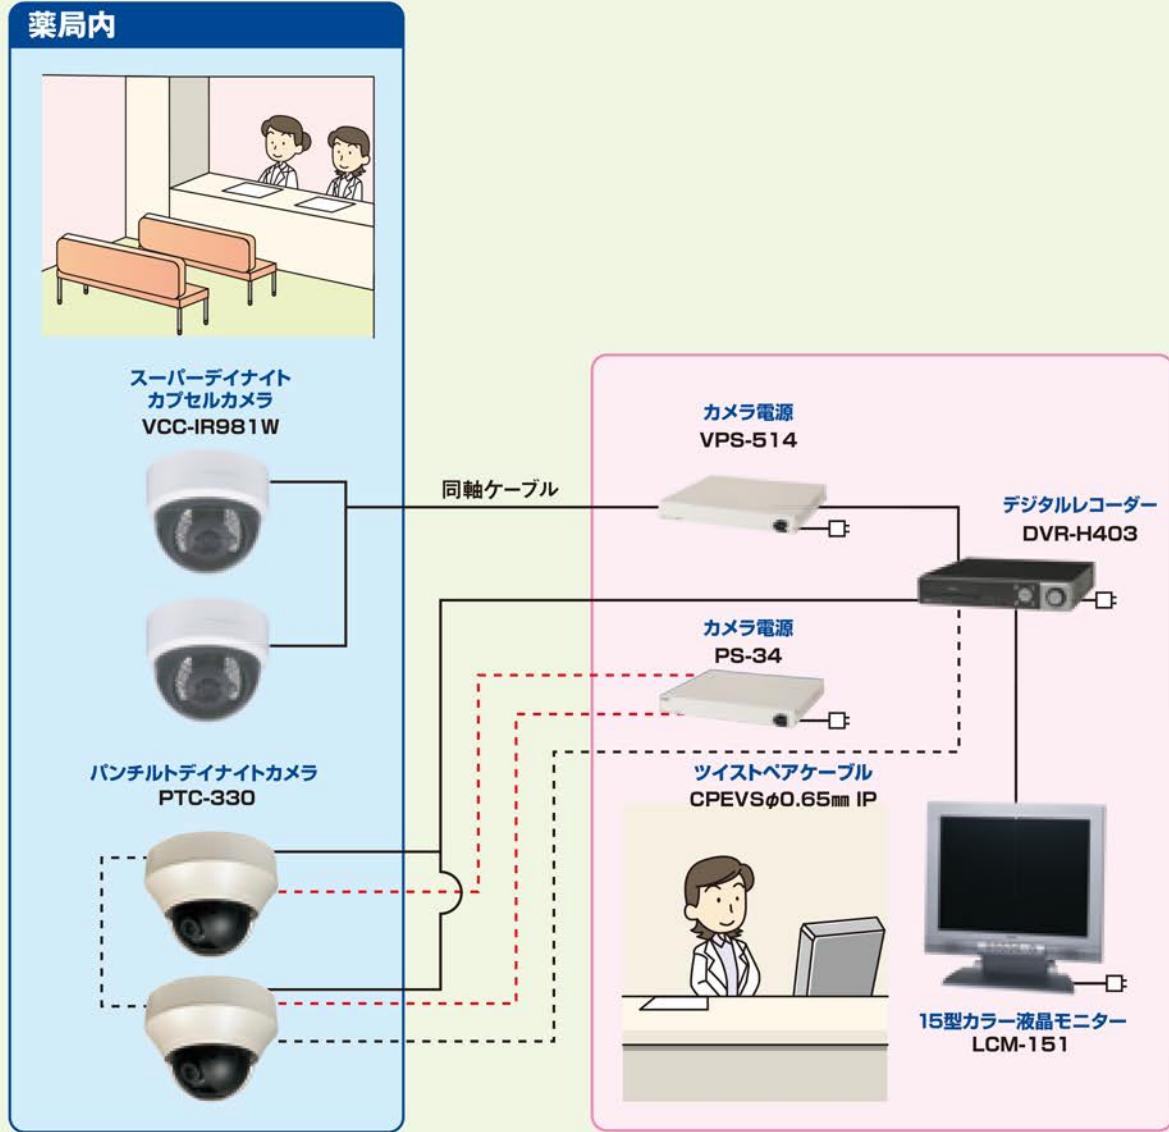 薬局内
スーパーデイナイト
カプセルカメラ
VCC-IR981W
同軸ケーブル
カメラ電源
VPS-514
デジタルレコーダー
DVR-H403
カメラ電源
PS-34
パンチルトデイナイトカメラ
PTC-330
ツイストペアケーブル
CPEVSφ0.65㎜ IP
15型カラー液晶モニター
LCM-151